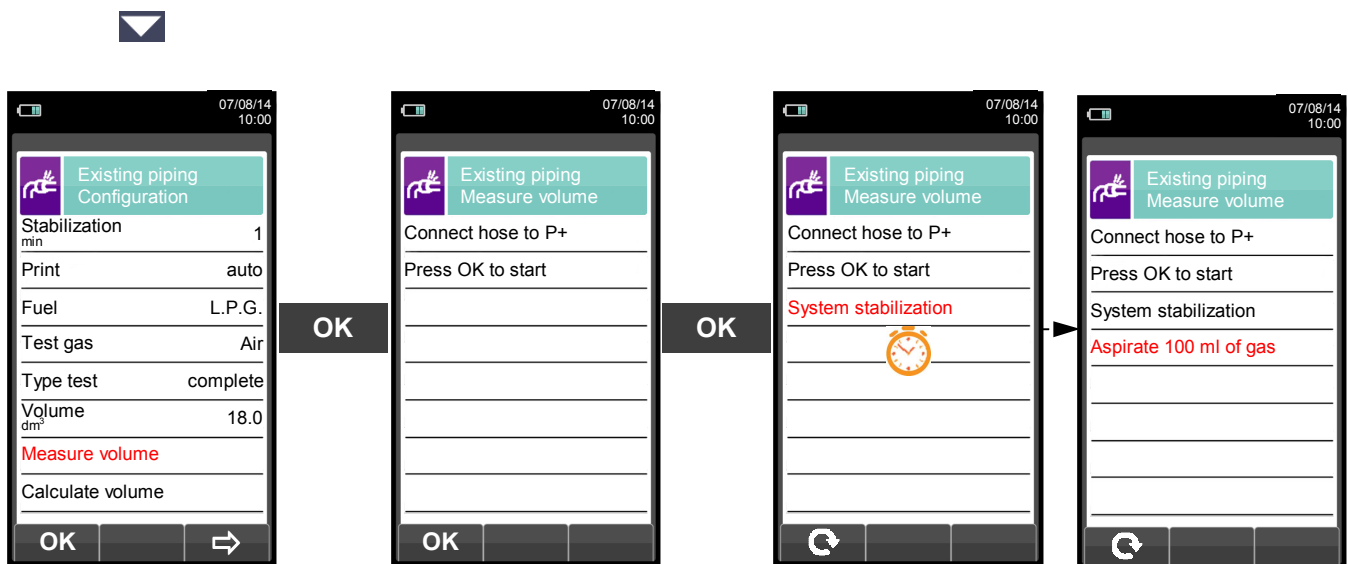 07/08/14
10:00
Existing piping
Configuration
Stabilization
min
1
Print auto
Fuel L.P.G.
Test gas Air
Type test complete
Volume
dm³
18.0
Measure volume
Calculate volume
OK
OK
07/08/14
10:00
Existing piping
Measure volume
Connect hose to P+
Press OK to start
OK
OK
07/08/14
10:00
Existing piping
Measure volume
Connect hose to P+
Press OK to start
System stabilization
07/08/14
10:00
Existing piping
Measure volume
Connect hose to P+
Press OK to start
System stabilization
Aspirate 100 ml of gas